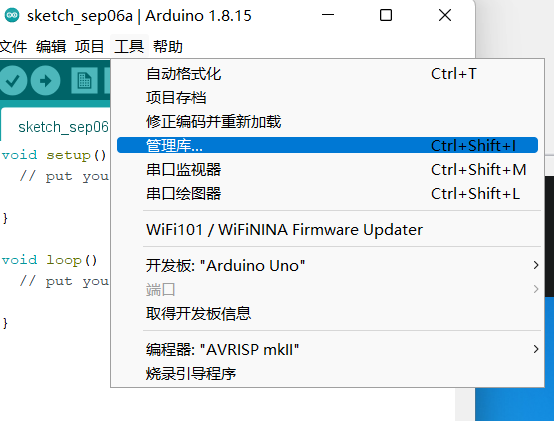 sketch_sep06a | Arduino 1.8.15
文件 编辑 项目 工具 帮助
自动格式化 Ctrl+T
项目存档
修正编码并重新加载
管理库... Ctrl+Shift+I
串口监视器 Ctrl+Shift+M
串口绘图器 Ctrl+Shift+L
WiFi101 / WiFiNINA Firmware Updater
开发板: "Arduino Uno"
端口
取得开发板信息
编程器: "AVRISP mkII"
烧录引导程序
sketch_sep06
void setup()
// put you
}
void loop()
// put you
}